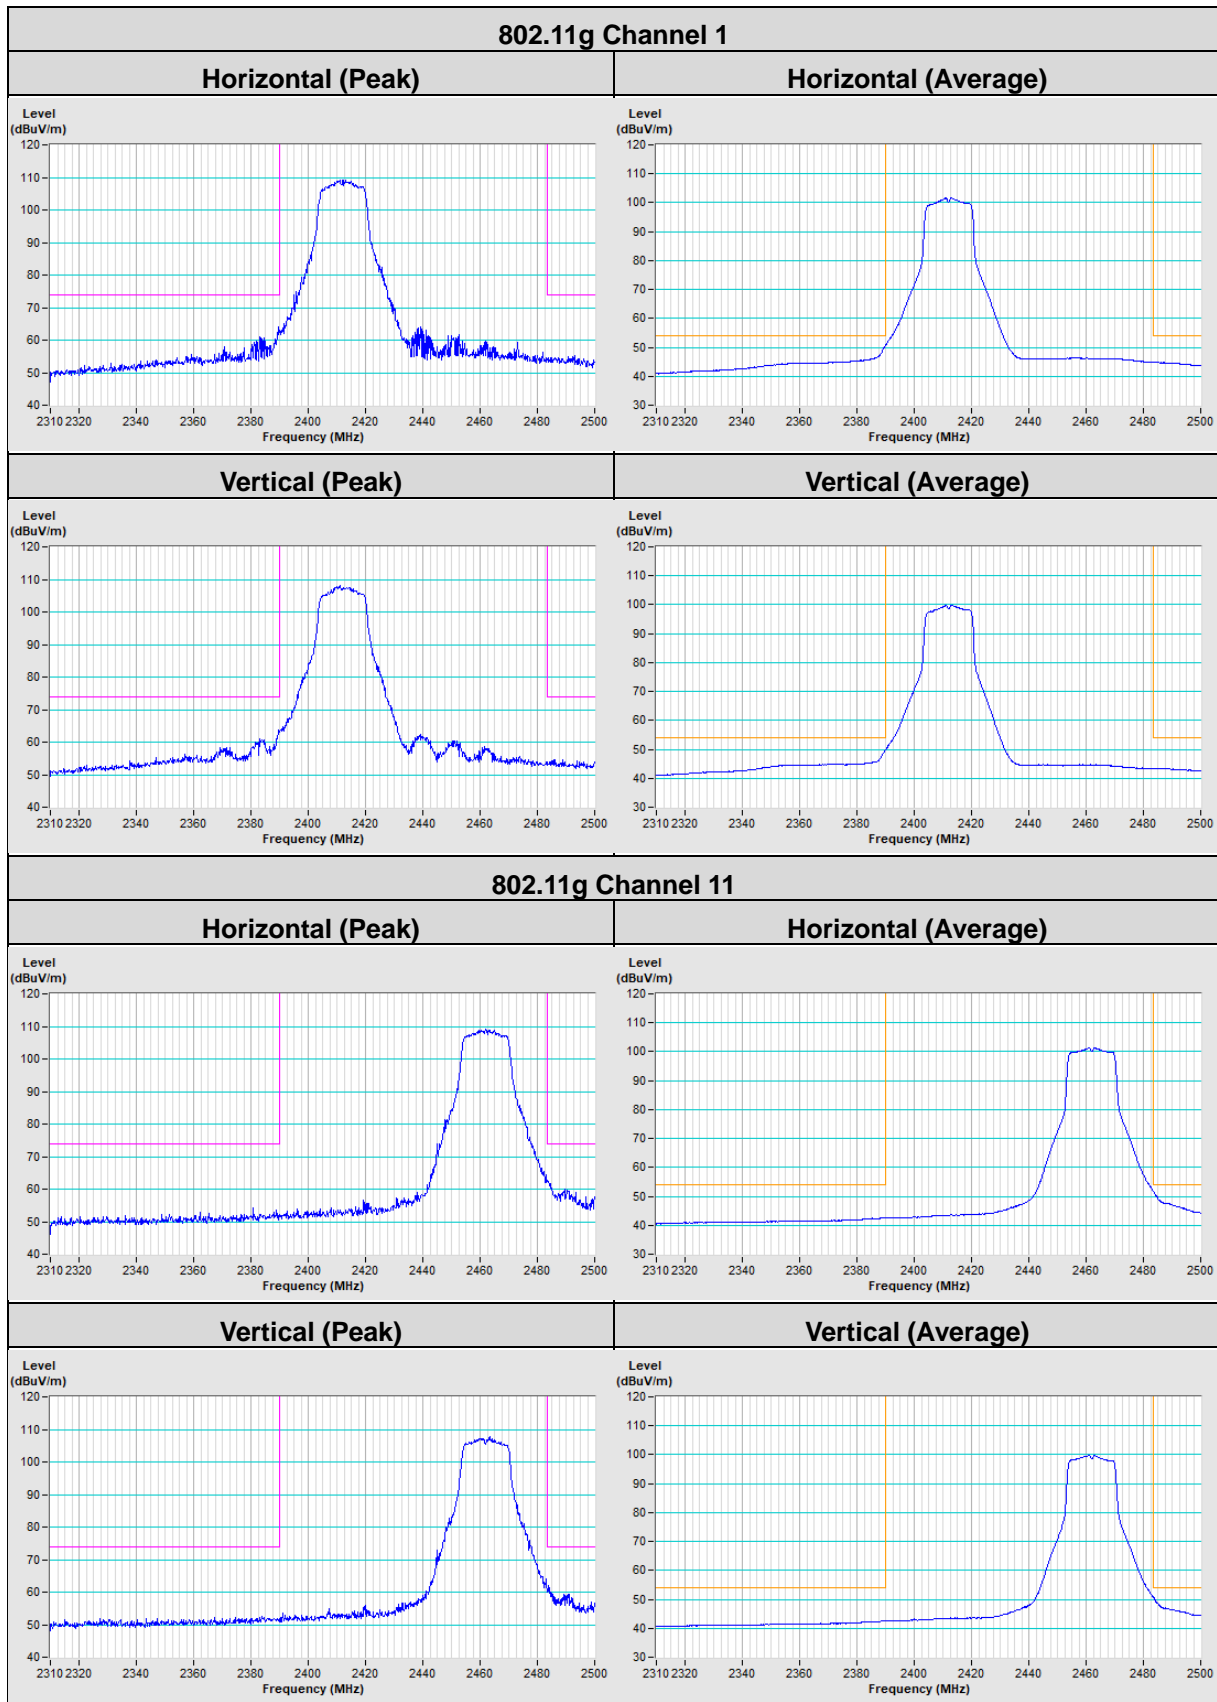 802.11g Channel 1
Horizontal (Peak) Horizontal (Average)
Level Level
(dBuV/m) (dBuV/m)
120 120
110 110
100 100
90 90
80 80
70 70
60 60
50 50
40 40
30
2310 2320 2340 2360 2380 2400 2420 2440 2460 2480 2500 2310 2320 2340 2360 2380 2400 2420 2440 2460 2480 2500
Frequency (MHz) Frequency (MHz)
Vertical (Peak) Vertical (Average)
Level Level
(dBuV/m) (dBuV/m)
120 120
110 110
100 100
90 90
80 80
70 70
60 60
50 50
40 40
30
2310 2320 2340 2360 2380 2400 2420 2440 2460 2480 2500 2310 2320 2340 2360 2380 2400 2420 2440 2460 2480 2500
Frequency (MHz) Frequency (MHz)
802.11g Channel 11
Horizontal (Peak) Horizontal (Average)
Level Level
(dBuV/m) (dBuV/m)
120 120
110 110
100 100
90 90
80 80
70 70
60 60
50 50
40 40
30
2310 2320 2340 2360 2380 2400 2420 2440 2460 2480 2500 2310 2320 2340 2360 2380 2400 2420 2440 2460 2480 2500
Frequency (MHz) Frequency (MHz)
Vertical (Peak) Vertical (Average)
Level Level
(dBuV/m) (dBuV/m)
120 120
110 110
100 100
90 90
80 80
70 70
60 60
50 50
40 40
30
2310 2320 2340 2360 2380 2400 2420 2440 2460 2480 2500 2310 2320 2340 2360 2380 2400 2420 2440 2460 2480 2500
Frequency (MHz) Frequency (MHz)